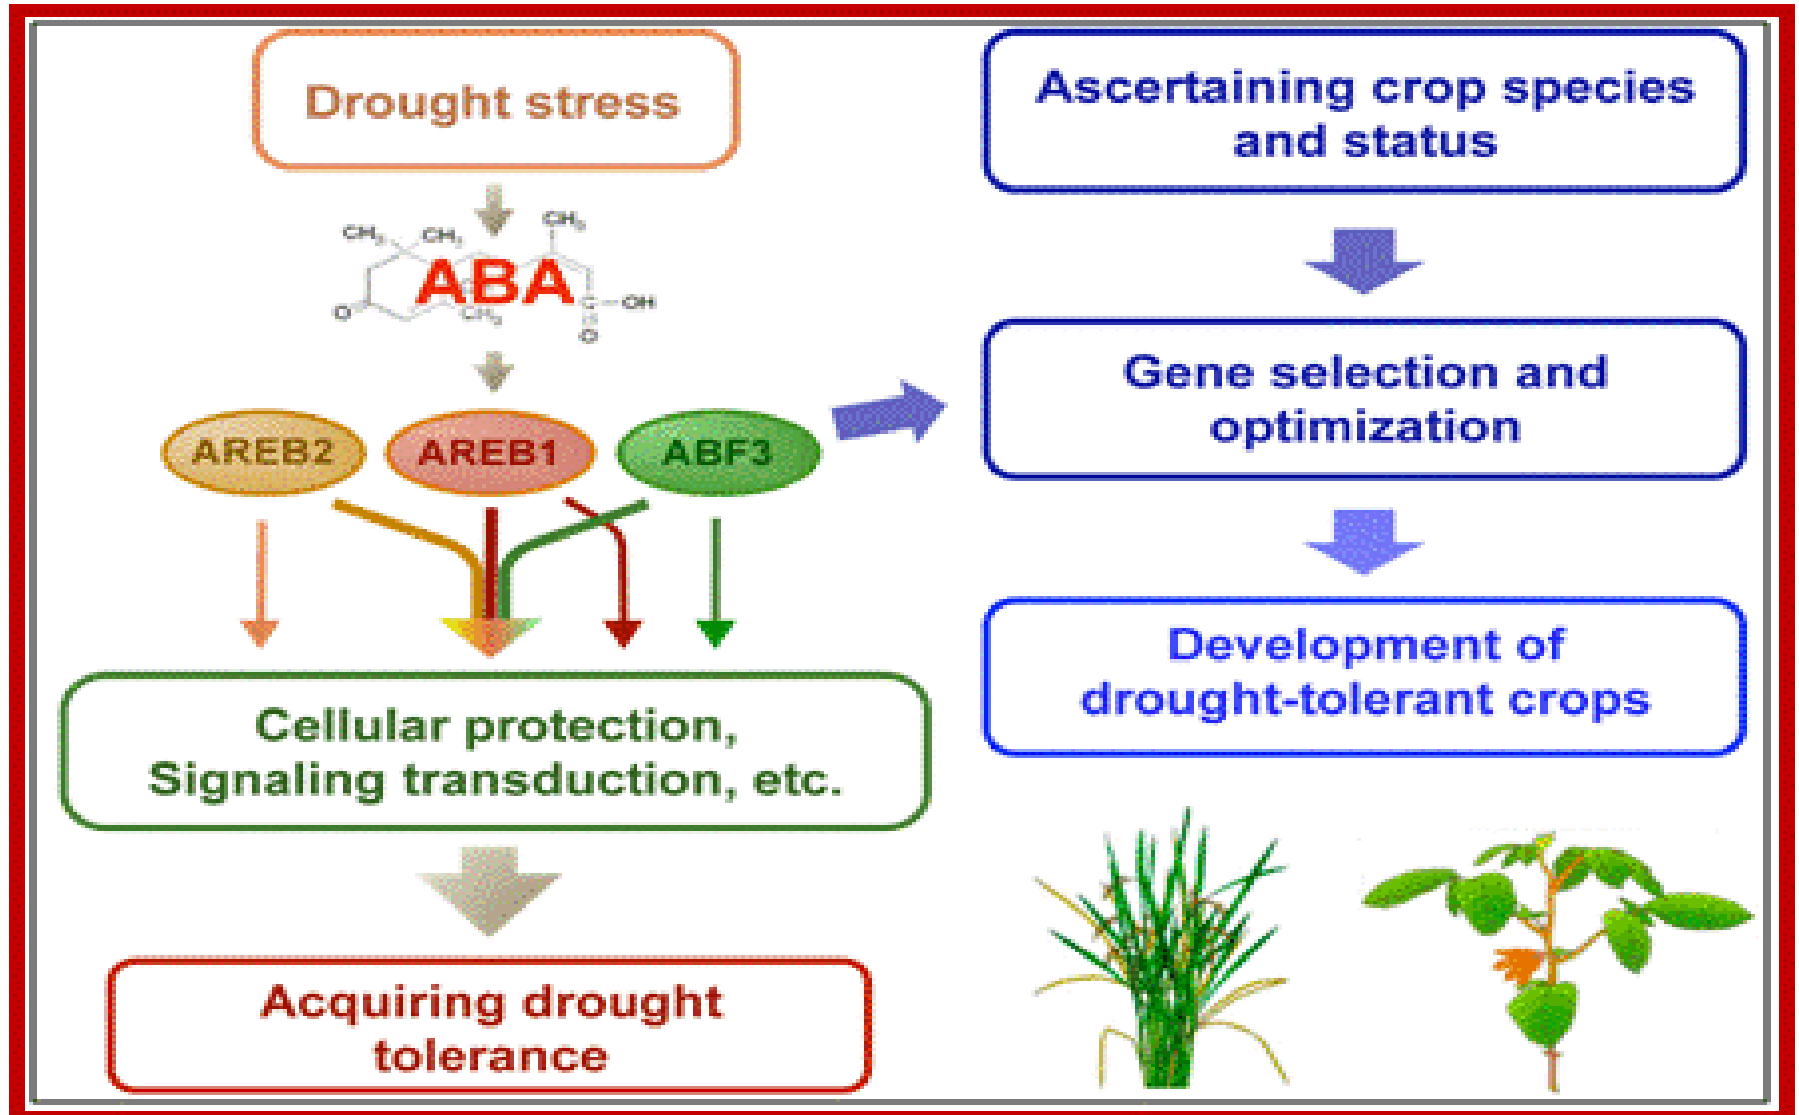 Drought stress
CH3
CH3
CH3
ABA
O
CH3
C
OH
O
AREB2
AREB1
ABF3
Cellular protection,
Signaling transduction, etc.
Acquiring drought
tolerance
Ascertaining crop species
and status
Gene selection and
optimization
Development of
drought-tolerant crops